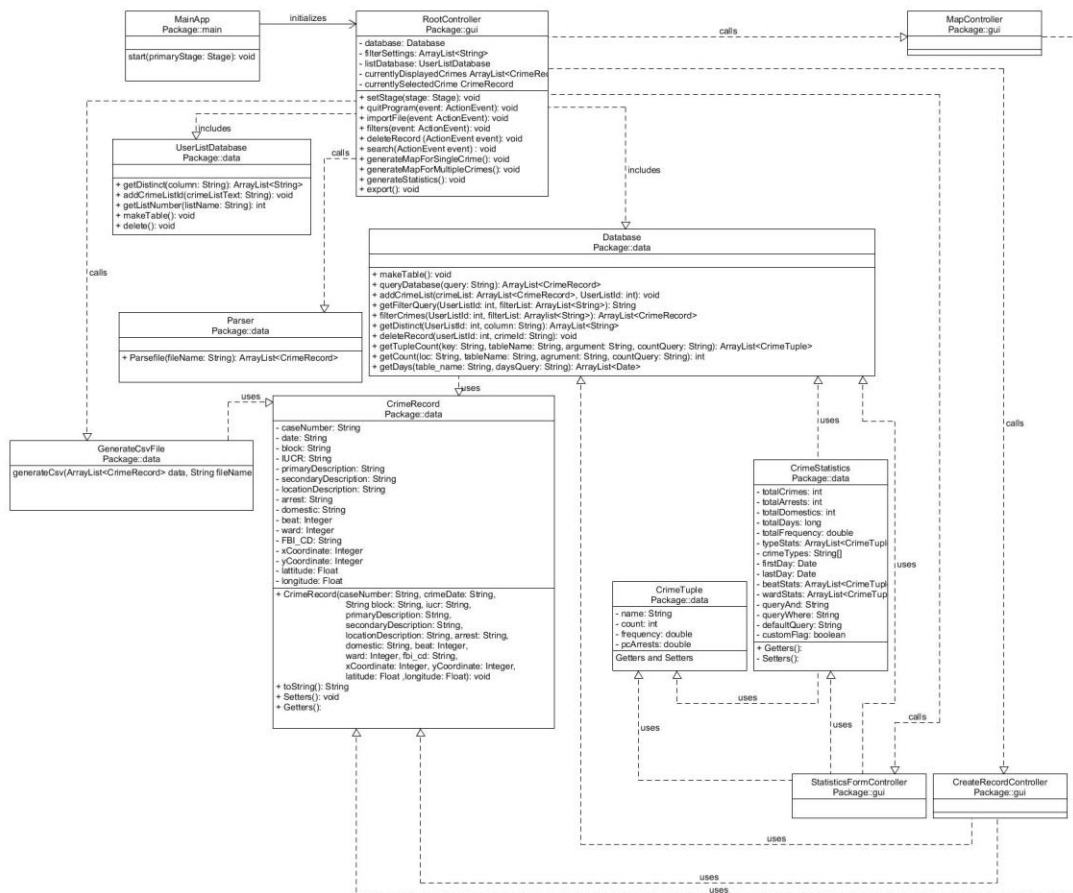 MainApp
Package::main
start(primaryStage: Stage): void
initializes
RootController
Package::gui
- database: Database
- filterSettings: ArrayList<String>
- listDatabase: UserListDatabase
- currentlyDisplayedCrimes ArrayList<CrimeRec
- currentlySelectedCrime CrimeRecord
+ setStage(stage: Stage): void
+ quitProgram(event: ActionEvent): void
+ importFile(event: ActionEvent): void
+ filters(event: ActionEvent): void
+ deleteRecord (ActionEvent event): void
+ search(ActionEvent event) : void
+ generateMapForSingleCrime(): void
+ generateMapForMultipleCrimes(): void
+ generateStatistics(): void
+ export(): void
calls
MapController
Package::gui
includes
UserListDatabase
Package::data
+ getDistinct(column: String): ArrayList<String>
+ addCrimeListId(crimeListText: String): void
+ getListNumber(listName: String): int
+ makeTable(): void
+ delete(): void
calls
includes
Database
Package::data
+ makeTable(): void
+ queryDatabase(query: String): ArrayList<CrimeRecord>
+ addCrimeList(crimeList: ArrayList<CrimeRecord>, UserListId: int): void
+ getFilterQuery(UserListId: int, filterList: ArrayList<String>): String
+ filterCrimes(UserListId: int, filterList: ArrayList<String>): ArrayList<CrimeRecord>
+ getDistinct(UserListId: int, column: String): ArrayList<String>
+ deleteRecord(userListId: int, crimeId: String): void
+ getTupleCount(key: String, tableName: String, argument: String, countQuery: String): ArrayList<CrimeTuple>
+ getCount(loc: String, tableName: String, agrument: String, countQuery: String): int
+ getDays(table_name: String, daysQuery: String): ArrayList<Date>
calls
Parser
Package::data
+ Parsefile(fileName: String): ArrayList<CrimeRecord>
uses
uses
GenerateCsvFile
Package::data
generateCsv(ArrayList<CrimeRecord> data, String fileName
CrimeRecord
Package::data
- caseNumber: String
- date: String
- block: String
- IUCR: String
- primaryDescription: String
- secondaryDescription: String
- locationDescription: String
- arrest: String
- domestic: String
- beat: Integer
- ward: Integer
- FBI_CD: String
- xCoordinate: Integer
- yCoordinate: Integer
- lattitude: Float
- longitude: Float
+ CrimeRecord(caseNumber: String, crimeDate: String,
String block: String, iucr: String,
primaryDescription: String,
secondaryDescription: String,
locationDescription: String, arrest: String,
domestic: String, beat: Integer,
ward: Integer, fbi_cd: String,
xCoordinate: Integer, yCoordinate: Integer,
latitude: Float ,longitude: Float): void
+ toString(): String
+ Setters(): void
+ Getters():
uses
calls
CrimeStatistics
Package::data
- totalCrimes: int
- totalArrests: int
- totalDomestics: int
- totalDays: long
- totalFrequency: double
- typeStats: ArrayList<CrimeTupl
- crimeTypes: String[]
- firstDay: Date
- lastDay: Date
- beatStats: ArrayList<CrimeTupl
- wardStats: ArrayList<CrimeTup
- queryAnd: String
- queryWhere: String
- defaultQuery: String
- customFlag: boolean
+ Getters():
- Setters():
uses
CrimeTuple
Package::data
- name: String
- count: int
- frequency: double
- pcArrests: double
Getters and Setters
uses
uses
uses
calls
StatisticsFormController
Package::gui
CreateRecordController
Package::gui
uses
uses
uses